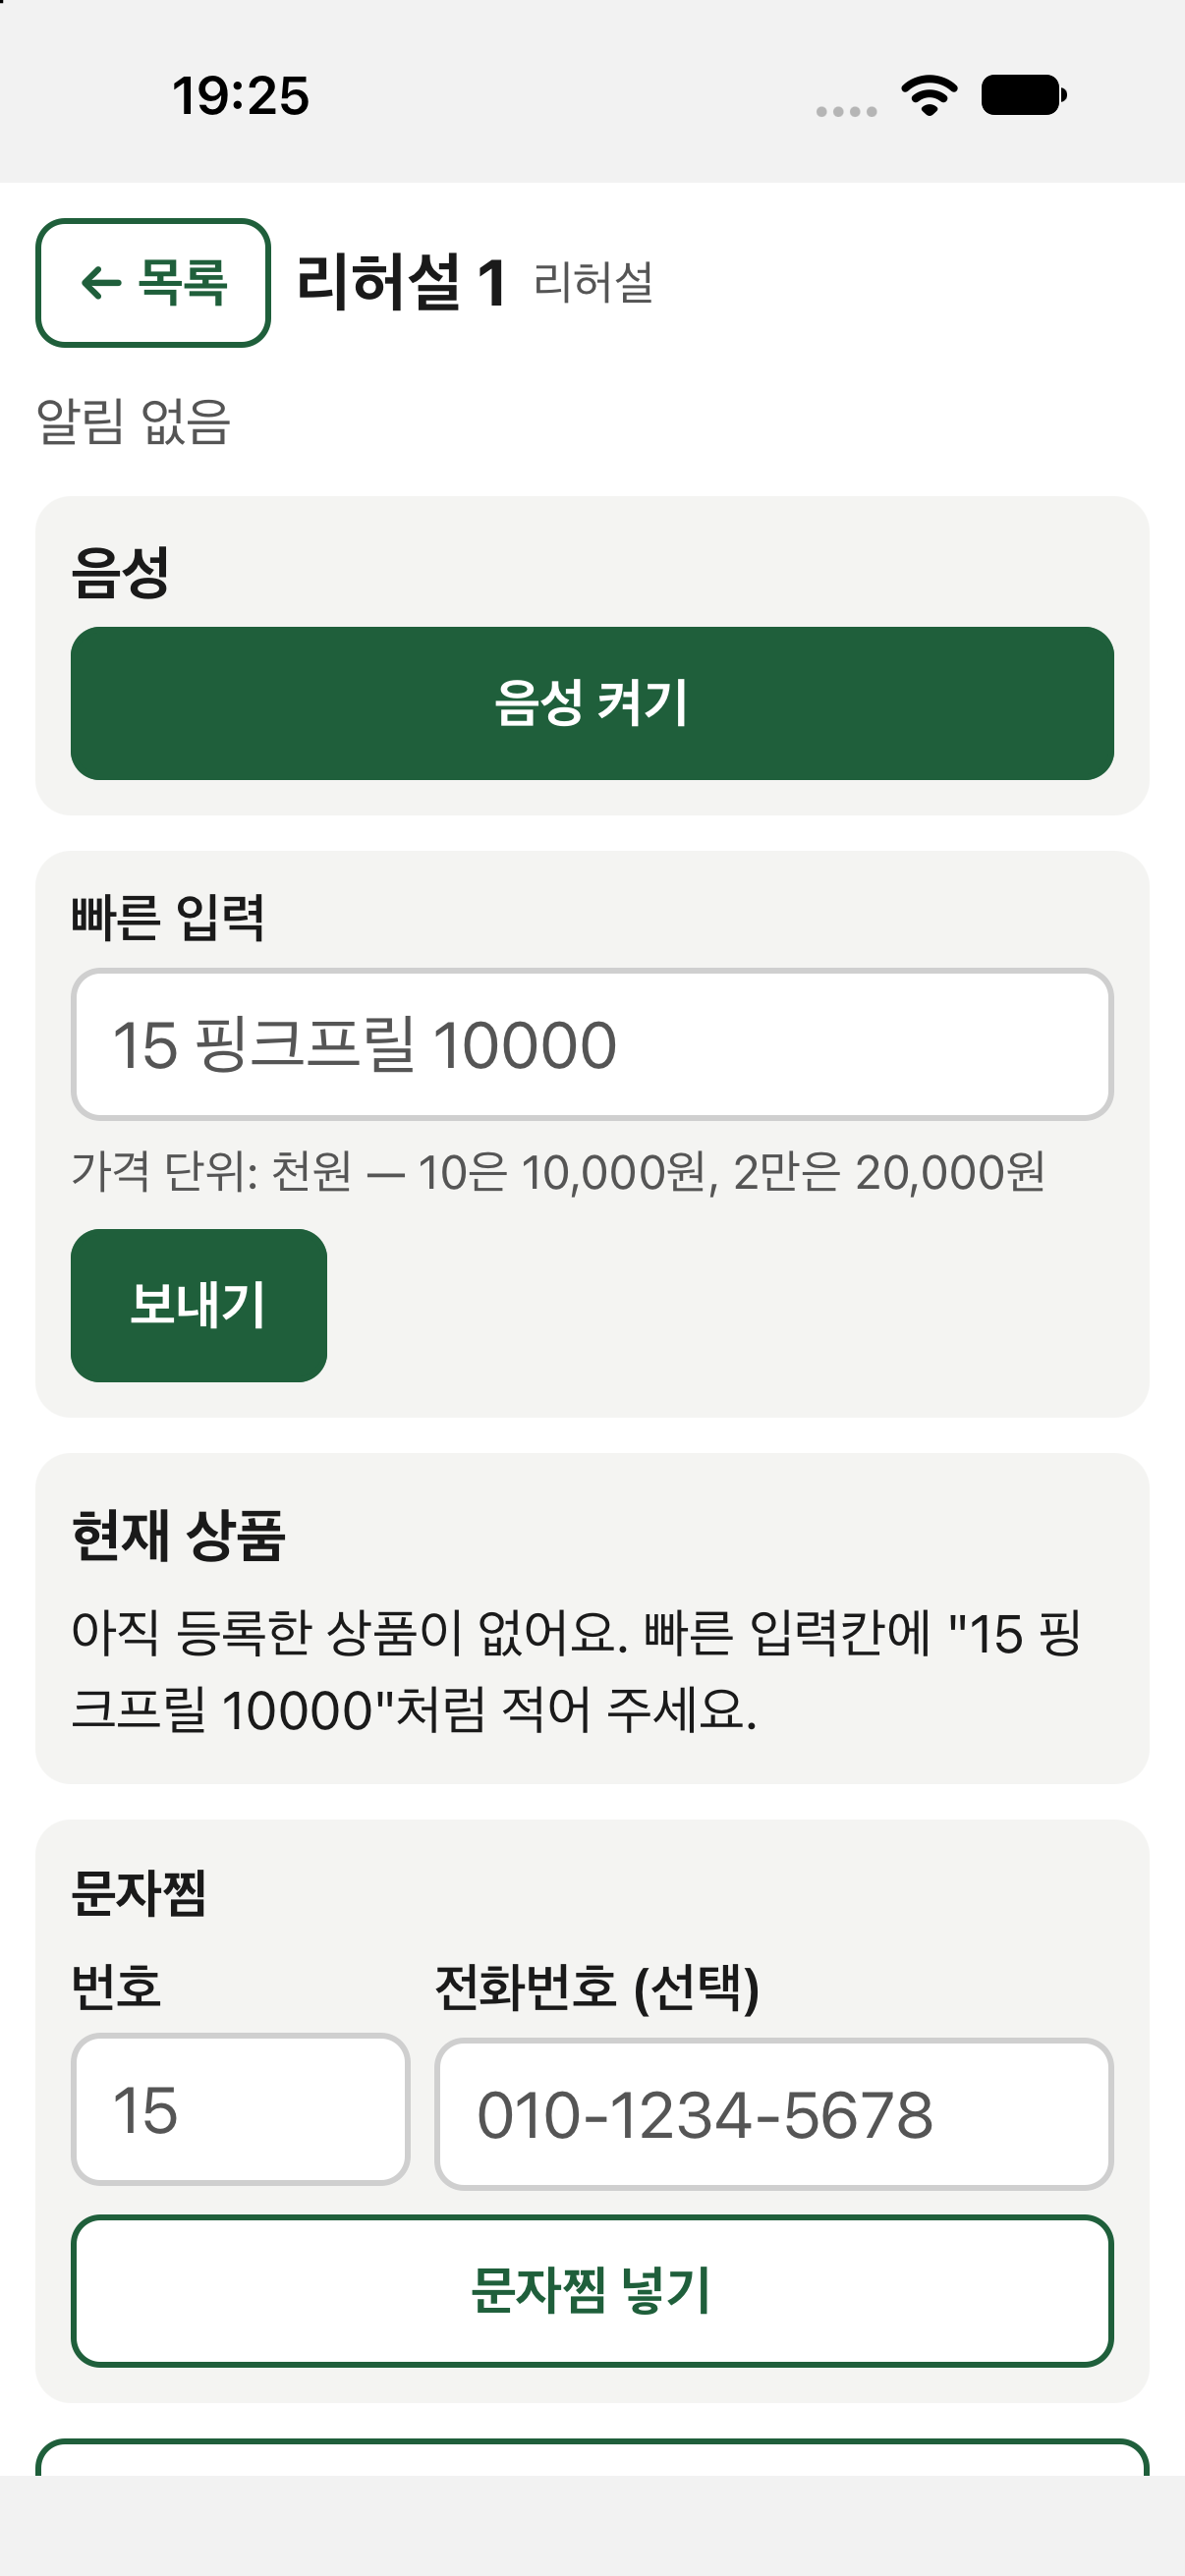 19:25
← 목록 리허설 1 리허설
알림 없음
음성
음성 켜기
빠른 입력
15 핑크프릴 10000
가격 단위: 천원 — 10은 10,000원, 2만은 20,000원
보내기
현재 상품
아직 등록한 상품이 없어요. 빠른 입력칸에 "15 핑
크프릴 10000"처럼 적어 주세요.
문자찜
번호 전화번호 (선택)
15 010-1234-5678
문자찜 넣기